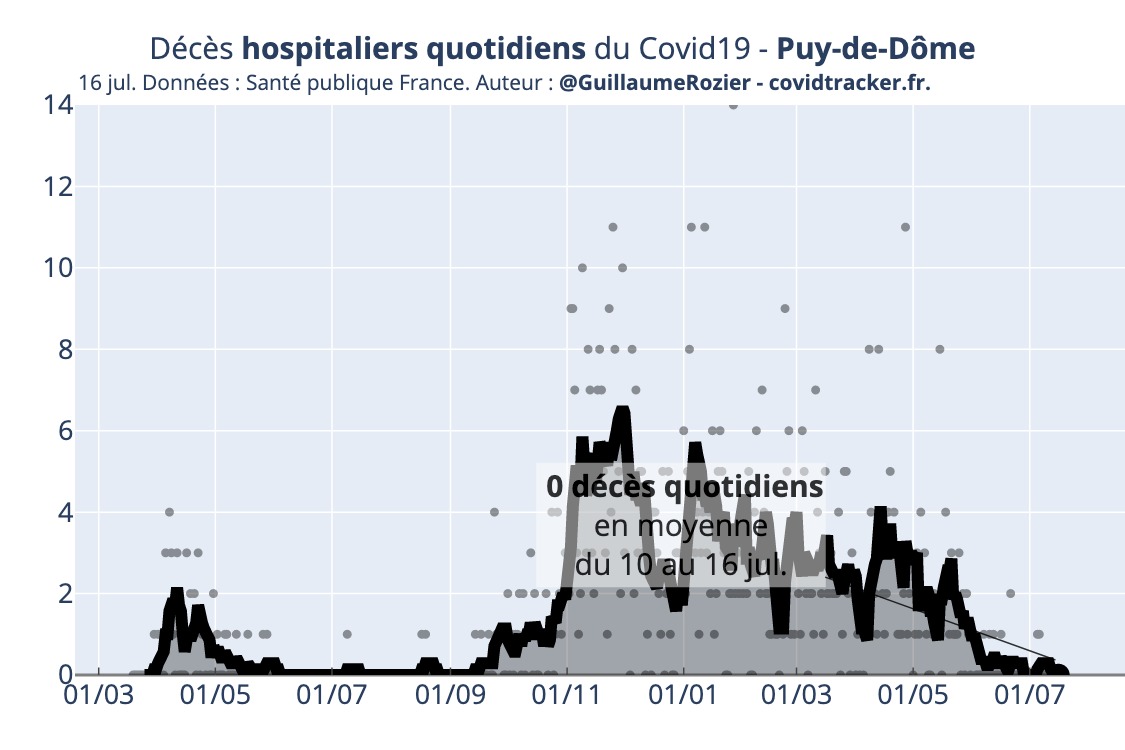 Décès hospitaliers quotidiens du Covid19 - Puy-de-Dôme
16 jul. Données : Santé publique France. Auteur : @GuillaumeRozier - covidtracker.fr.
14
12
10
8
6
4
2
0
0 décès quotidiens
en moyenne
du 10 au 16 jul.
01/03 01/05 01/07 01/09 01/11 01/01 01/03 01/05 01/07